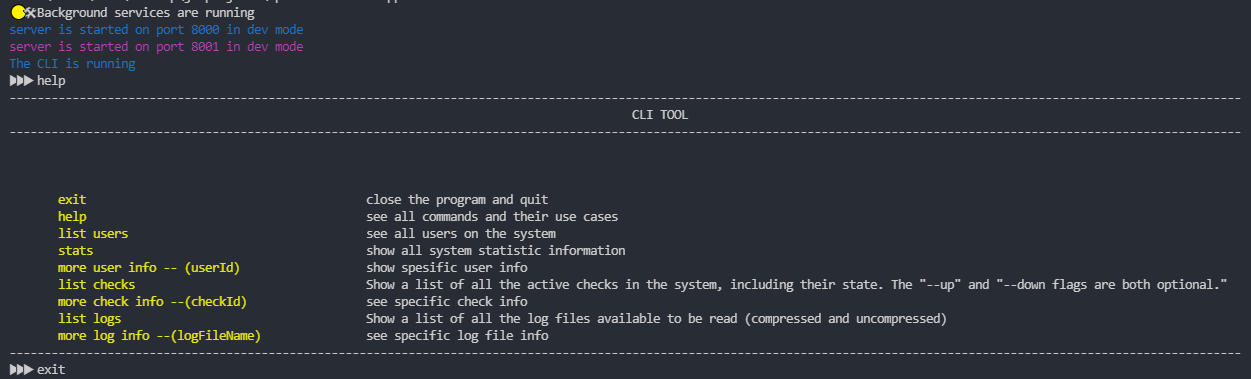 Background services are running
server is started on port 8000 in dev mode
server is started on port 8001 in dev mode
The CLI is running
help
CLI TOOL
exit close the program and quit
help see all commands and their use cases
list users see all users on the system
stats show all system statistic information
more user info -- (userId) show spesific user info
list checks Show a list of all the active checks in the system, including their state. The "--up" and "--down flags are both optional."
more check info --(checkId) see specific check info
list logs Show a list of all the log files available to be read (compressed and uncompressed)
more log info --(logFileName) see specific log file info
exit